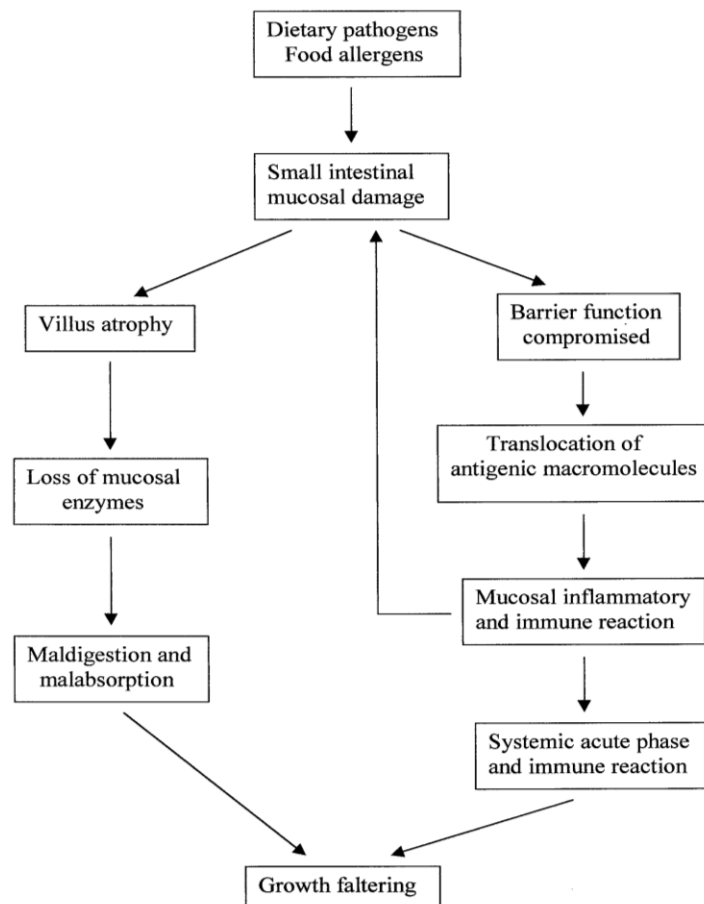 Dietary pathogens
Food allergens
Small intestinal
mucosal damage
Villus atrophy
Barrier function
compromised
Loss of mucosal
enzymes
Translocation of
antigenic macromolecules
Mucosal inflammatory
and immune reaction
Maldigestion and
malabsorption
Systemic acute phase
and immune reaction
Growth faltering